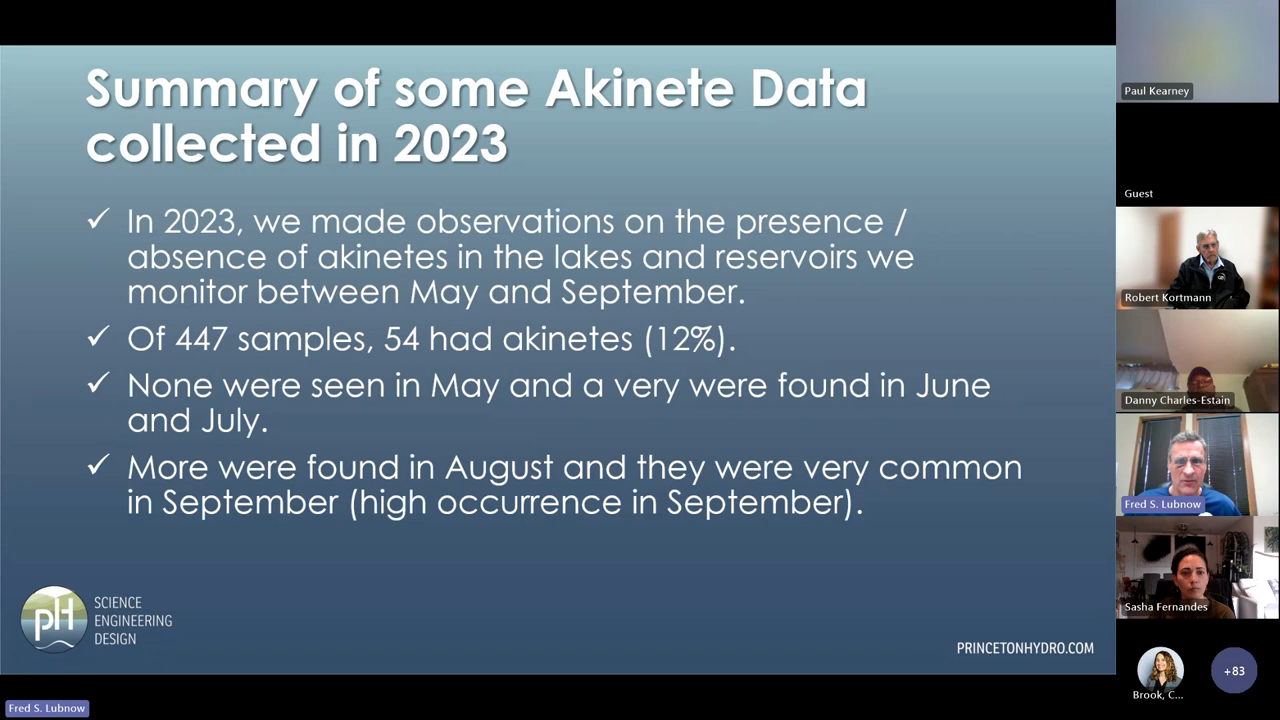 Summary of some Akinete Data
collected in 2023
✓ In 2023, we made observations on the presence /
absence of akinetes in the lakes and reservoirs we
monitor between May and September.
✓ Of 447 samples, 54 had akinetes (12%).
✓ None were seen in May and a very were found in June
and July.
✓ More were found in August and they were very common
in September (high occurrence in September).
pH
SCIENCE
ENGINEERING
DESIGN
PRINCETONHYDRO.COM
Fred S. Lubnow
Paul Kearney
Guest
Robert Kortmann
Danny Charles-Estain
Fred S. Lubnow
Sasha Fernandes
Brook, C...
+83